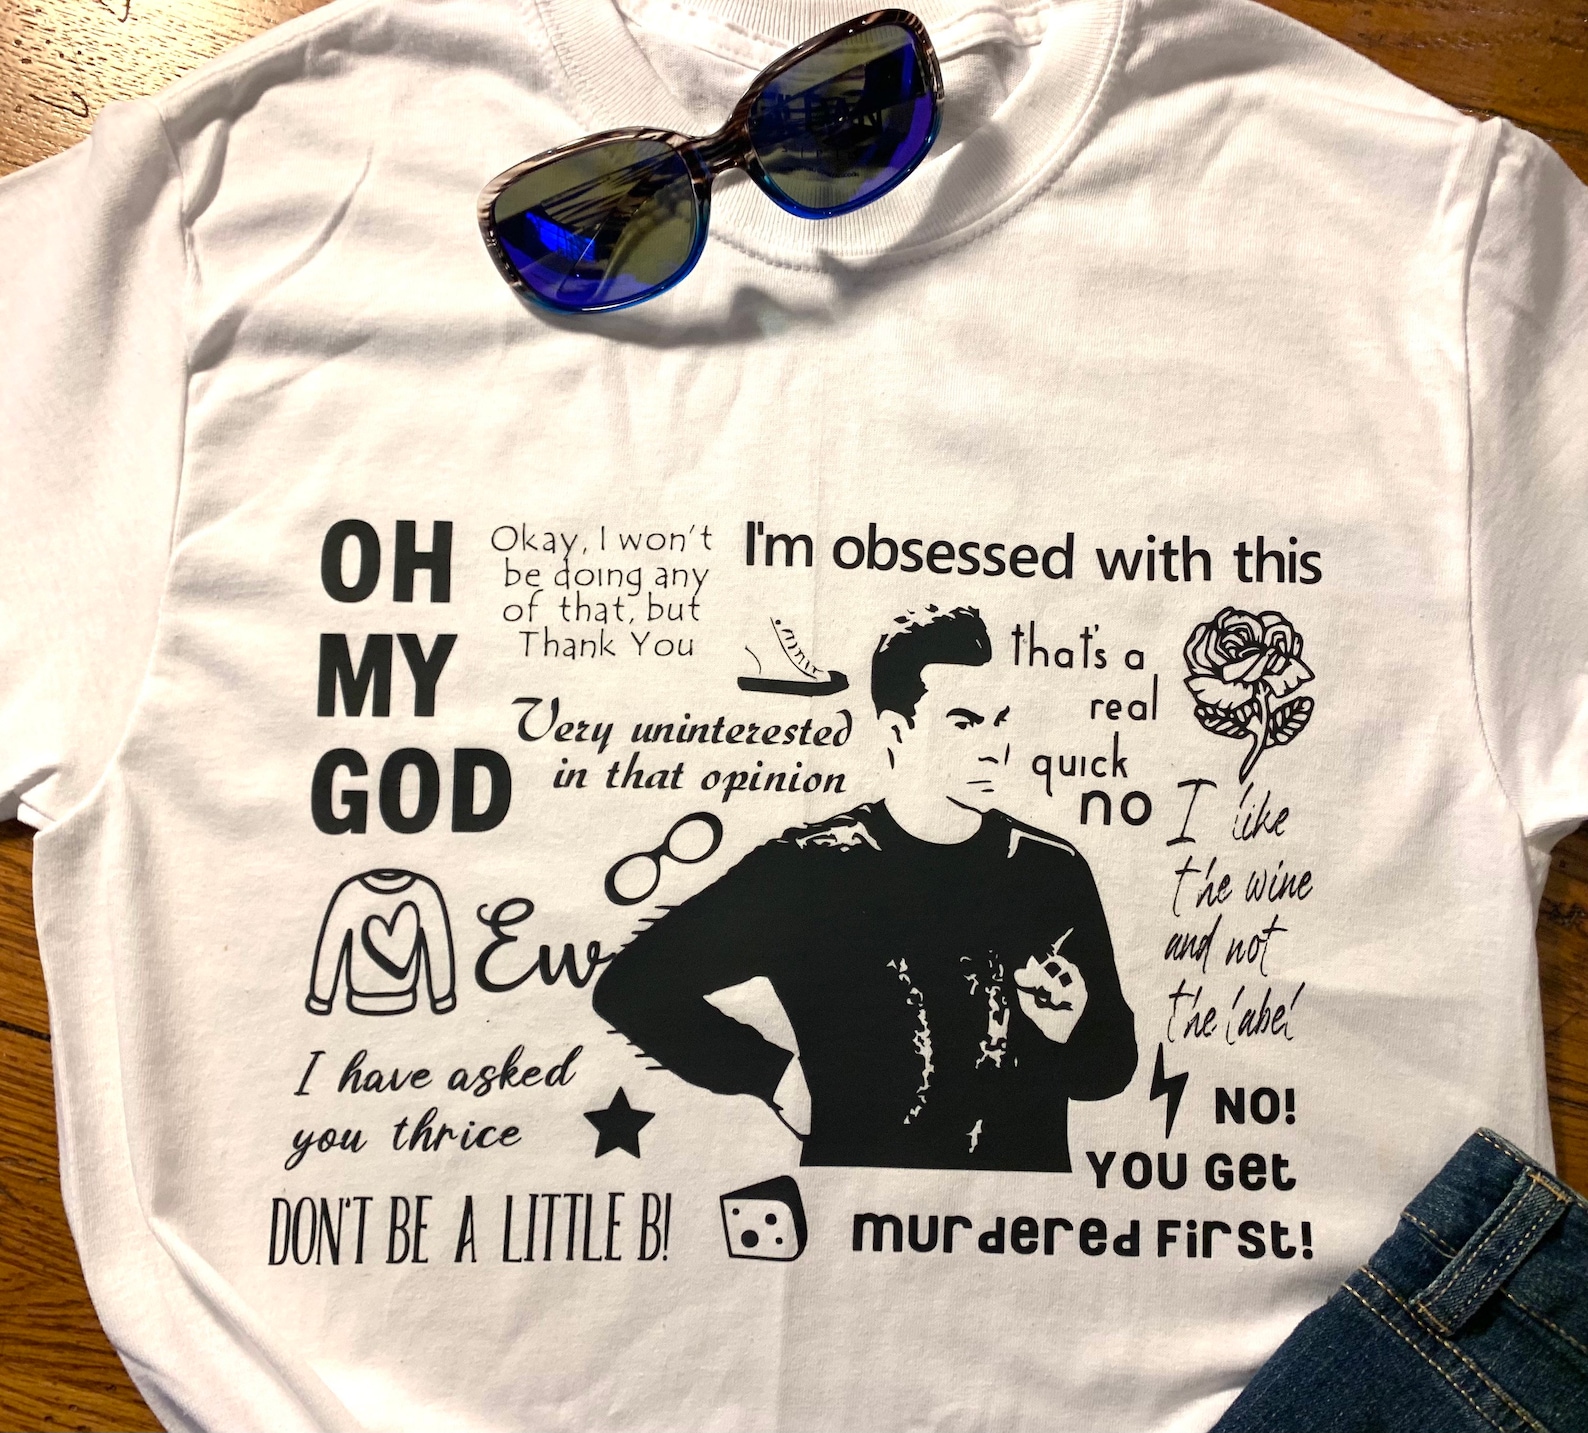 OH
MY
GOD
Okay, I won't
be doing any
of that, but
Thank You
I'm obsessed with this
that's a
real
quick
no
Very uninterested
in that opinion
I like
the wine
and not
the label
Ew
I have asked
you thrice
DON'T BE A LITTLE B!
NO!
YOU Get
murdered First!